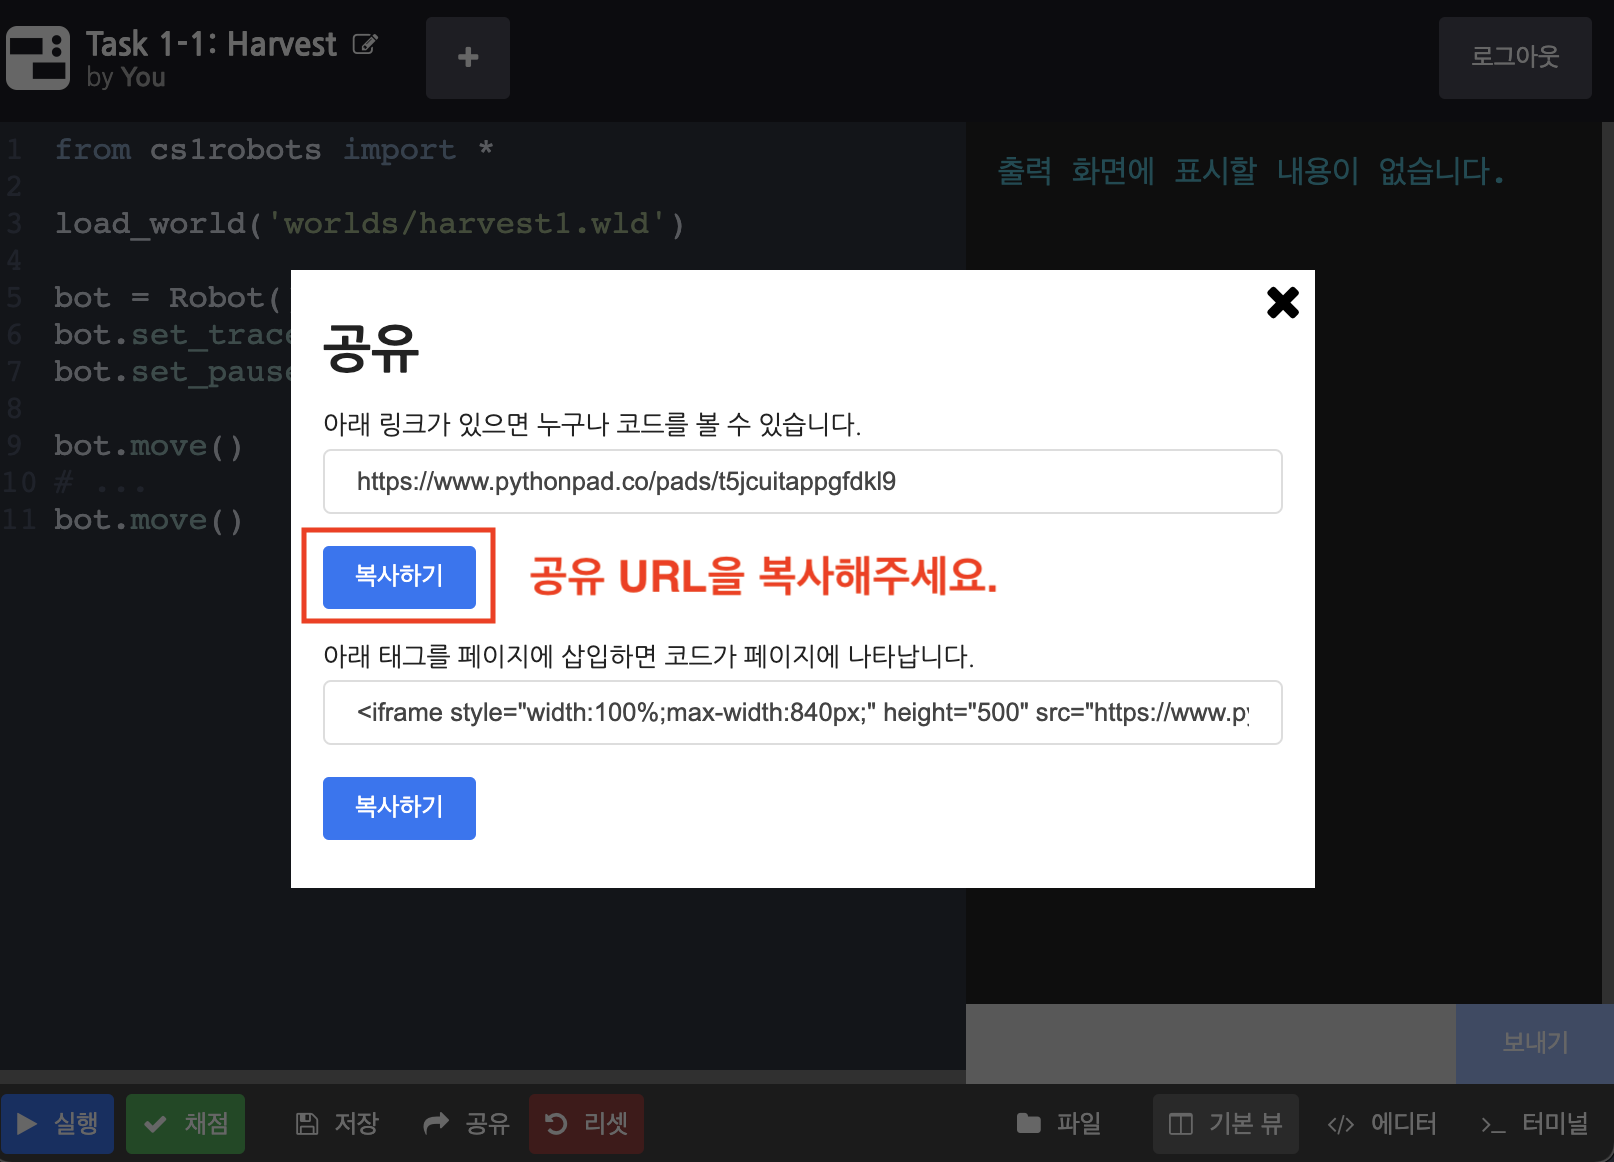 Task 1-1: Harvest
by You
+
로그아웃
1 from cs1robots import *
2
3 load_world('worlds/harvest1.wld')
4
5 bot = Robot(
6 bot.set_trace
7 bot.set_pause
8
9 bot.move()
10 # ...
11 bot.move()
출력 화면에 표시할 내용이 없습니다.
공유
아래 링크가 있으면 누구나 코드를 볼 수 있습니다.
https://www.pythonpad.co/pads/t5jcuitappgfdkl9
복사하기
공유 URL을 복사해주세요.
아래 태그를 페이지에 삽입하면 코드가 페이지에 나타납니다.
<iframe style="width:100%;max-width:840px;" height="500" src="https://www.py
복사하기
보내기
실행 채점 저장 공유 리셋 파일 기본 뷰 </> 에디터 >_ 터미널